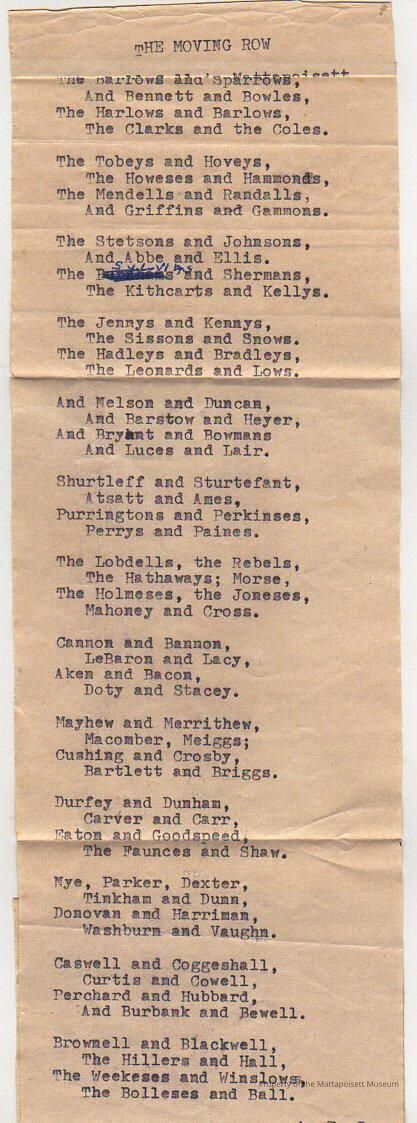 THE MOVING ROW
The Barrows and Sparrows,
And Bennett and Bowles,
The Harlows and Barlows,
The Clarks and the Coles.
The Tobeys and Hoveys,
The Howeses and Hammonds,
The Mendells and Randalls,
And Griffins and Gammons.
The Stetsons and Johnsons,
And Abbe and Ellis.
The and Shermans,
The Kithcarts and Kellys.
The Jennys and Kennys,
The Sissons and Snows.
The Hadleys and Bradleys,
The Leonards and Lows.
And Nelson and Duncan,
And Barstow and Heyer,
And Bryant and Bowmans
And Luces and Lair.
Shurtleff and Sturtefant,
Atsatt and Ames,
Purringtons and Perkinses,
Perrys and Paines.
The Lobdells, the Rebels,
The Hathaways; Morse,
The Holmeses, the Joneses,
Mahoney and Cross.
Cannon and Bannon,
LeBaron and Lacy,
Aken and Bacon,
Doty and Stacey.
Mayhew and Merrithew,
Macomber, Meiggs;
Cushing and Crosby,
Bartlett and Briggs.
Durfey and Dunham,
Carver and Carr,
Eaton and Goodspeed,
The Faunces and Shaw.
Nye, Parker, Dexter,
Tinkham and Dunn,
Donovan and Harriman,
Washburn and Vaughn.
Caswell and Coggeshall,
Curtis and Cowell,
Perchard and Hubbard,
And Burbank and Bewell.
Brownell and Blackwell,
The Hillers and Hall,
The Weekeses and Winslows,
The Bolleses and Ball.
Property of the Mattapoisett Museum